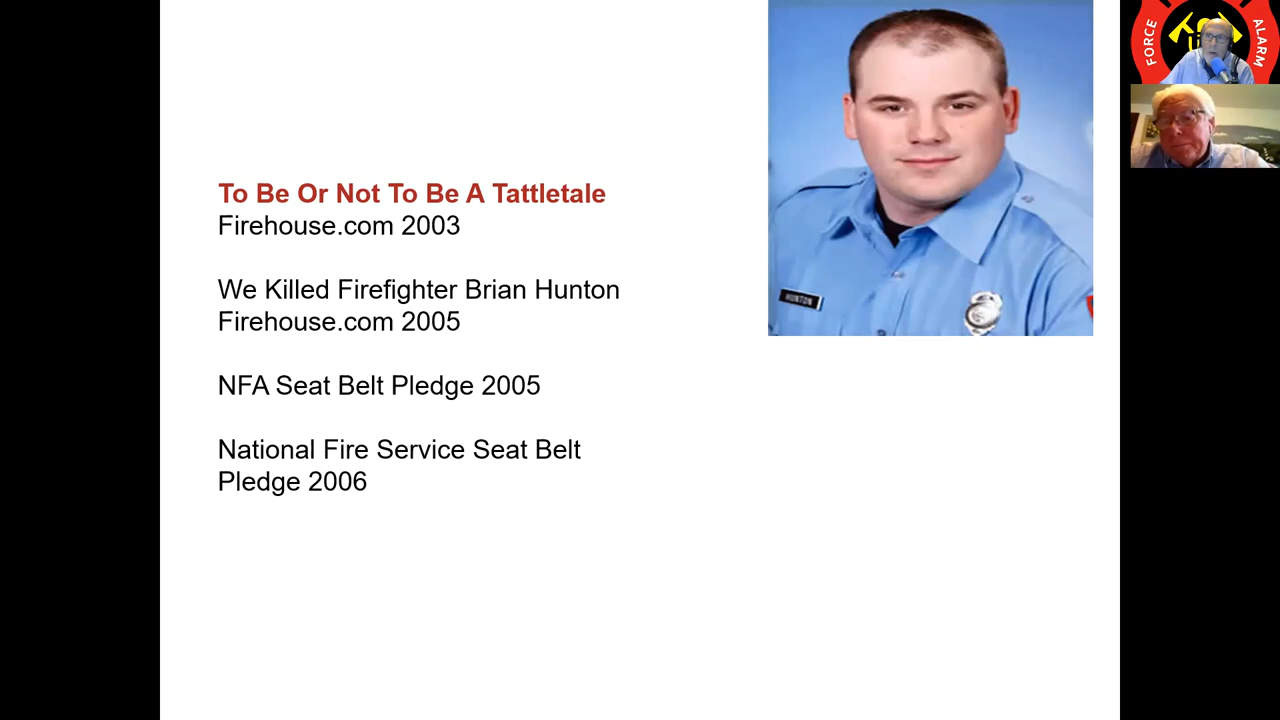 To Be Or Not To Be A Tattletale
Firehouse.com 2003
We Killed Firefighter Brian Hunton
Firehouse.com 2005
NFA Seat Belt Pledge 2005
National Fire Service Seat Belt
Pledge 2006
HUNTON
FORCE
ALARM